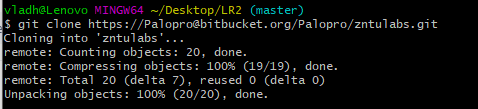 vladh@Lenovo MINGW64 ~/Desktop/LR2 (master)
$ git clone https://Palopro@bitbucket.org/Palopro/zntulabs.git
Cloning into 'zntulabs'...
remote: Counting objects: 20, done.
remote: Compressing objects: 100% (19/19), done.
remote: Total 20 (delta 7), reused 0 (delta 0)
Unpacking objects: 100% (20/20), done.